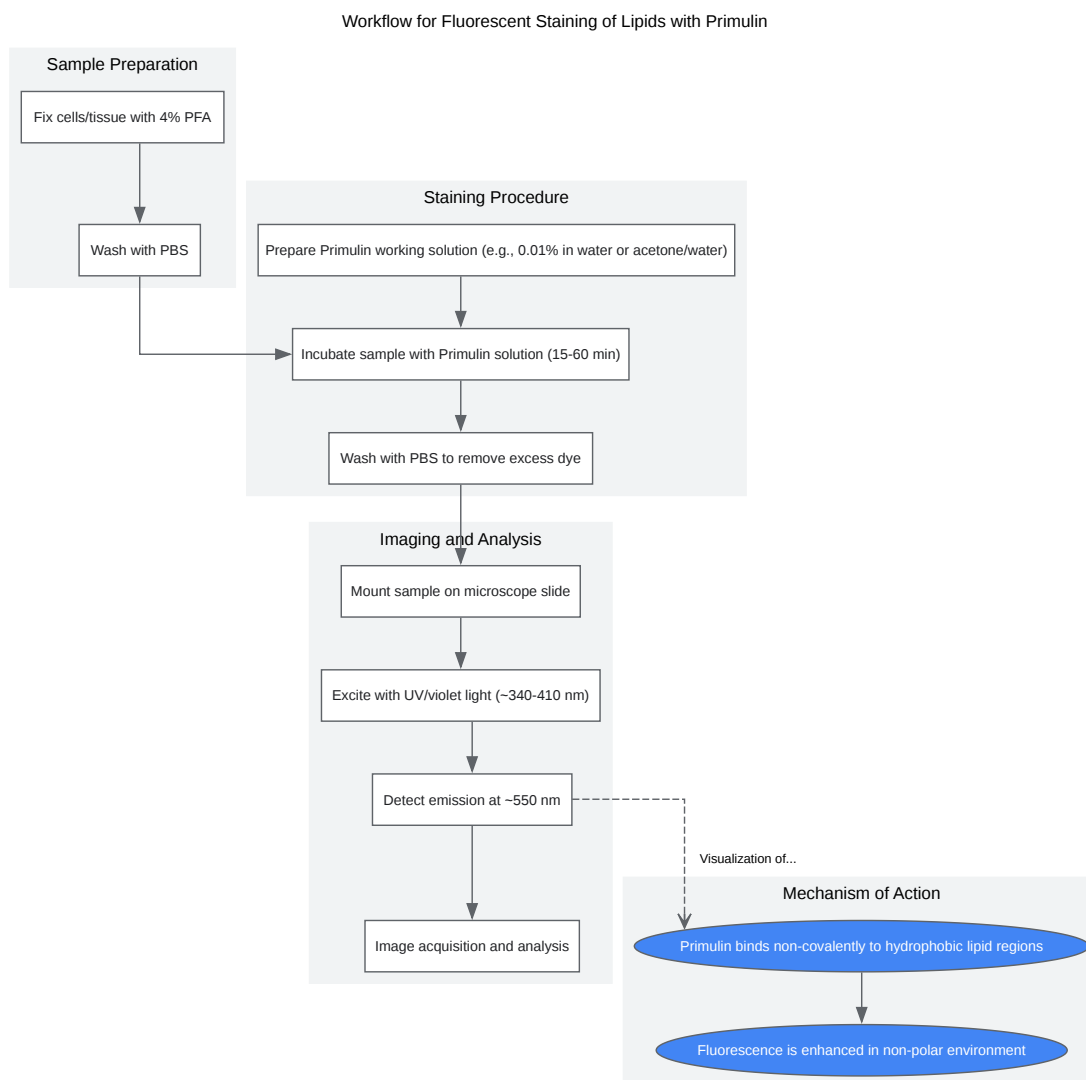 Workflow for Fluorescent Staining of Lipids with Primulin
Sample Preparation
Fix cells/tissue with 4% PFA
Wash with PBS
Staining Procedure
Prepare Primulin working solution (e.g., 0.01% in water or acetone/water)
Incubate sample with Primulin solution (15-60 min)
Wash with PBS to remove excess dye
Imaging and Analysis
Mount sample on microscope slide
Excite with UV/violet light (~340-410 nm)
Detect emission at ~550 nm
Image acquisition and analysis
Visualization of...
Mechanism of Action
Primulin binds non-covalently to hydrophobic lipid regions
Fluorescence is enhanced in non-polar environment